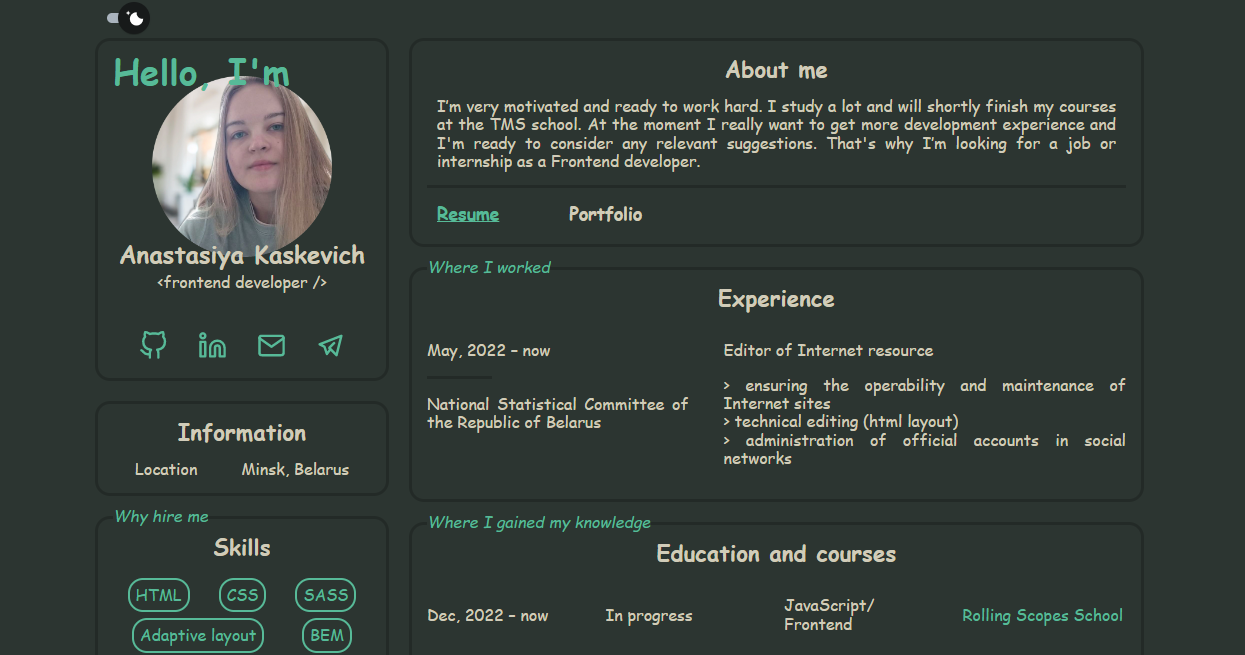 Hello, I'm
Anastasiya Kaskevich
<frontend developer />
Information
Location Minsk, Belarus
Why hire me
Skills
HTML CSS SASS
Adaptive layout BEM
About me
I’m very motivated and ready to work hard. I study a lot and will shortly finish my courses
at the TMS school. At the moment I really want to get more development experience and
I'm ready to consider any relevant suggestions. That's why I’m looking for a job or
internship as a Frontend developer.
Resume Portfolio
Where I worked
Experience
May, 2022 – now
National Statistical Committee of
the Republic of Belarus
Editor of Internet resource
> ensuring the operability and maintenance of
Internet sites
> technical editing (html layout)
> administration of official accounts in social
networks
Where I gained my knowledge
Education and courses
Dec, 2022 – now
In progress
JavaScript/
Frontend
Rolling Scopes School